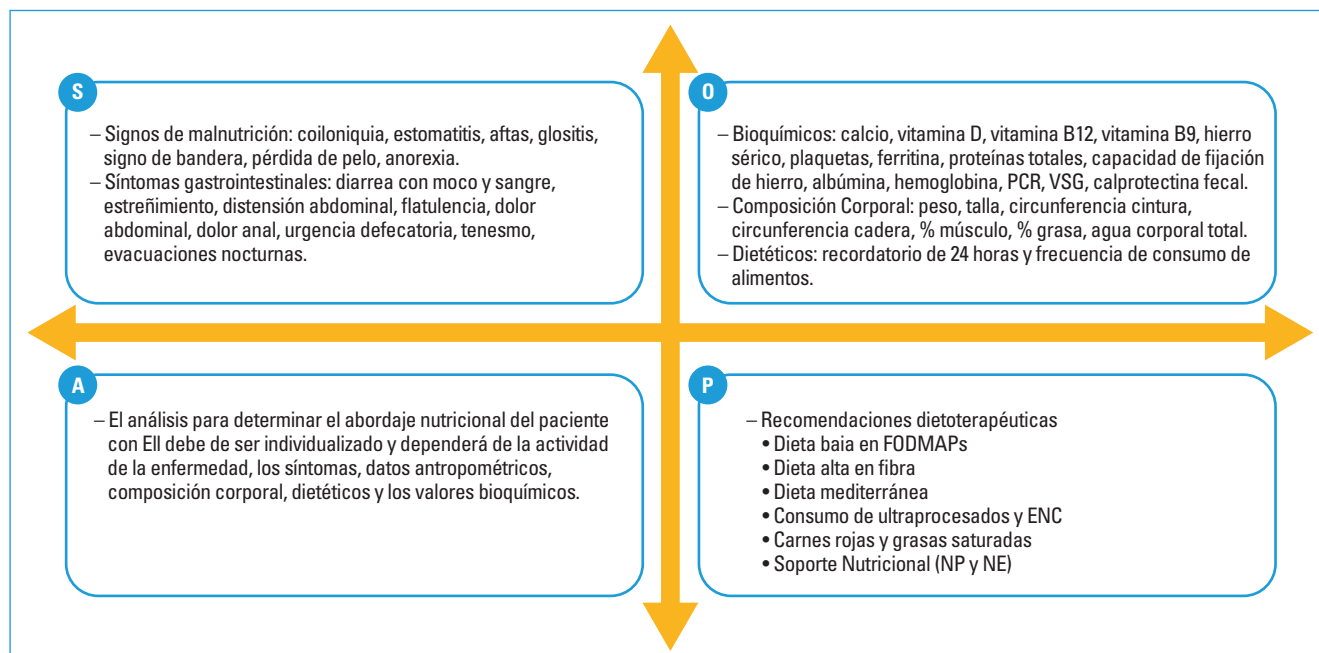 S
– Signos de malnutrición: coiloniquia, estomatitis, aftas, glositis,
signo de bandera, pérdida de pelo, anorexia.
– Síntomas gastrointestinales: diarrea con moco y sangre,
estreñimiento, distensión abdominal, flatulencia, dolor
abdominal, dolor anal, urgencia defecatoria, tenesmo,
evacuaciones nocturnas.
O
– Bioquímicos: calcio, vitamina D, vitamina B12, vitamina B9, hierro
sérico, plaquetas, ferritina, proteínas totales, capacidad de fijación
de hierro, albúmina, hemoglobina, PCR, VSG, calprotectina fecal.
– Composición Corporal: peso, talla, circunferencia cintura,
circunferencia cadera, % músculo, % grasa, agua corporal total.
– Dietéticos: recordatorio de 24 horas y frecuencia de consumo de
alimentos.
A
– El análisis para determinar el abordaje nutricional del paciente
con EII debe de ser individualizado y dependerá de la actividad
de la enfermedad, los síntomas, datos antropométricos,
composición corporal, dietéticos y los valores bioquímicos.
P
– Recomendaciones dietoterapéuticas
• Dieta baia en FODMAPs
• Dieta alta en fibra
• Dieta mediterránea
• Consumo de ultraprocesados y ENC
• Carnes rojas y grasas saturadas
• Soporte Nutricional (NP y NE)